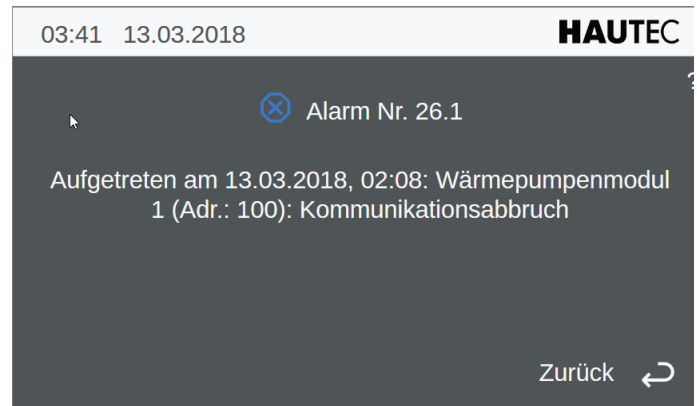 03:41 13.03.2018 HAUTEC
?
Alarm Nr. 26.1
Aufgetreten am 13.03.2018, 02:08: Wärmepumpenmodul
1 (Adr.: 100): Kommunikationsabbruch
Zurück